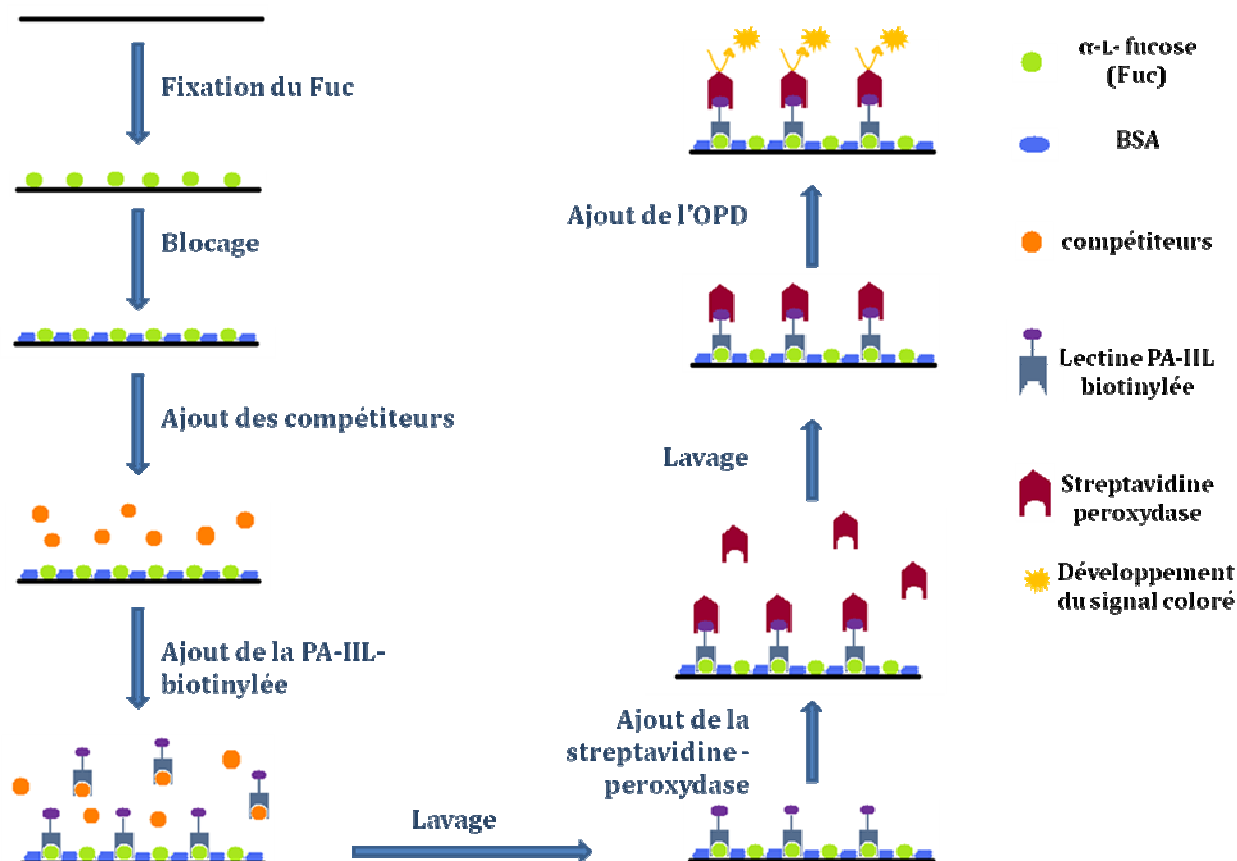 Fixation du Fuc
Blocage
Ajout des compétiteurs
Ajout de la PA-IIL-
biotinylée
Lavage
Ajout de la
streptavidine-
peroxydase
Lavage
Ajout de l'OPD
α-L- fucose
(Fuc)
BSA
compétiteurs
Lectine PA-IIL
biotinylée
Streptavidine
peroxydase
Développement
du signal coloré